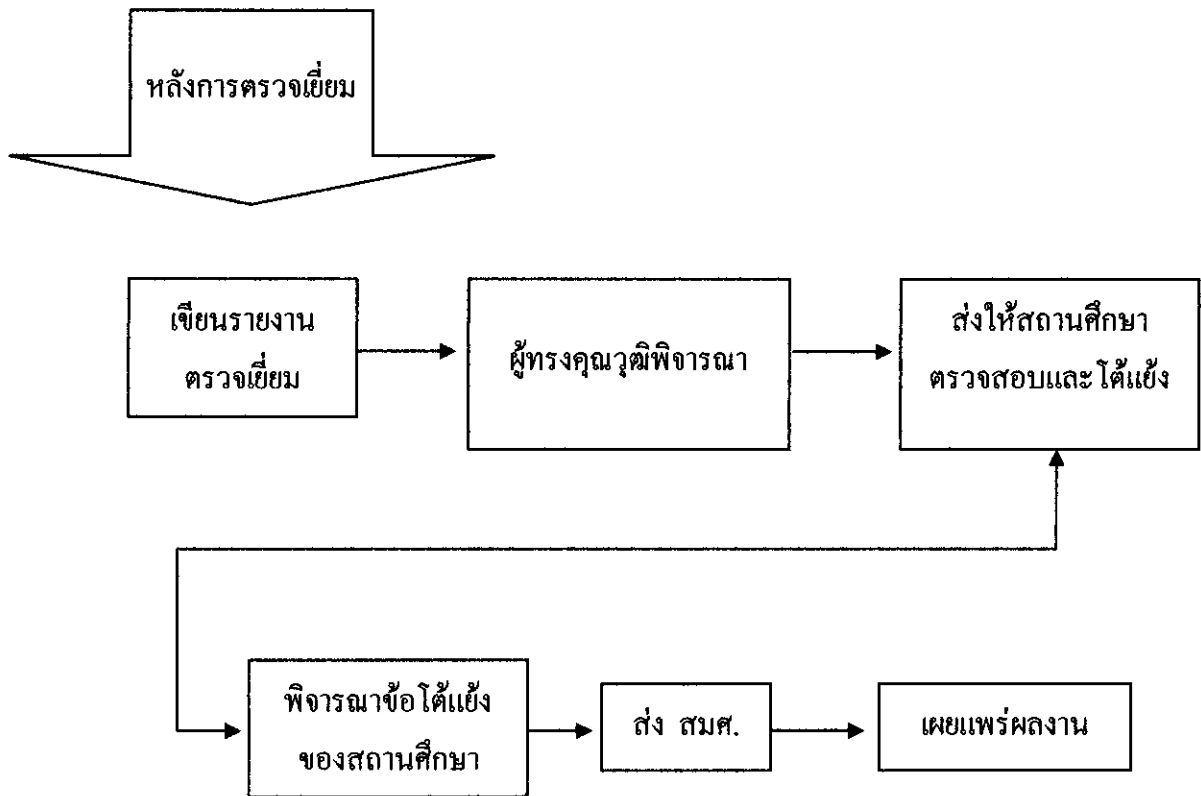 หลังการตรวจเยี่ยม
เขียนรายงาน
ตรวจเยี่ยม
ผู้ทรงคุณวุฒิพิจารณา
ส่งให้สถานศึกษา
ตรวจสอบและโต้แย้ง
พิจารณาข้อโต้แย้ง
ของสถานศึกษา
ส่ง สมศ.
เผยแพร่ผลงาน